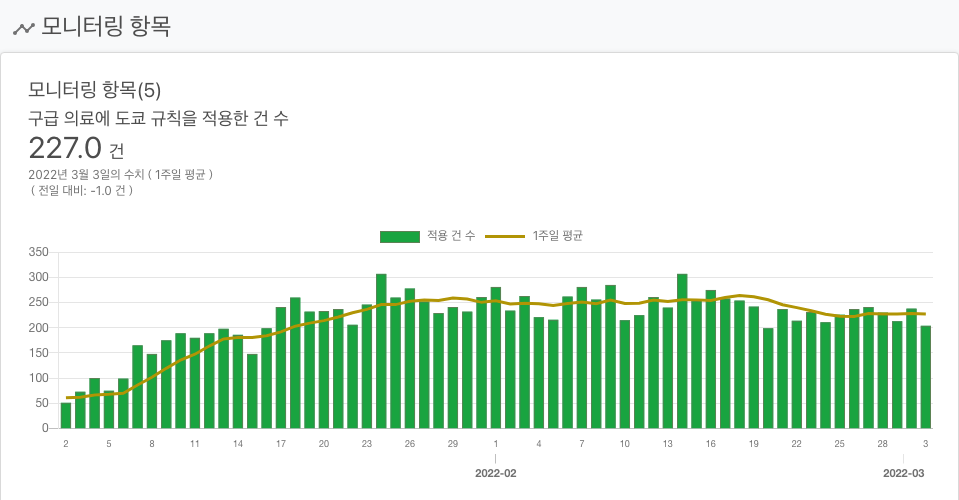 모니터링 항목
모니터링 항목(5)
구급 의료에 도쿄 규칙을 적용한 건 수
227.0 건
2022년 3월 3일의 수치 ( 1주일 평균 )
( 전일 대비: -1.0 건 )
적용 건 수 1주일 평균
350
300
250
200
150
100
50
0
2 5 8 11 14 17 20 23 26 29 1 4 7 10 13 16 19 22 25 28 3
2022-02 2022-03